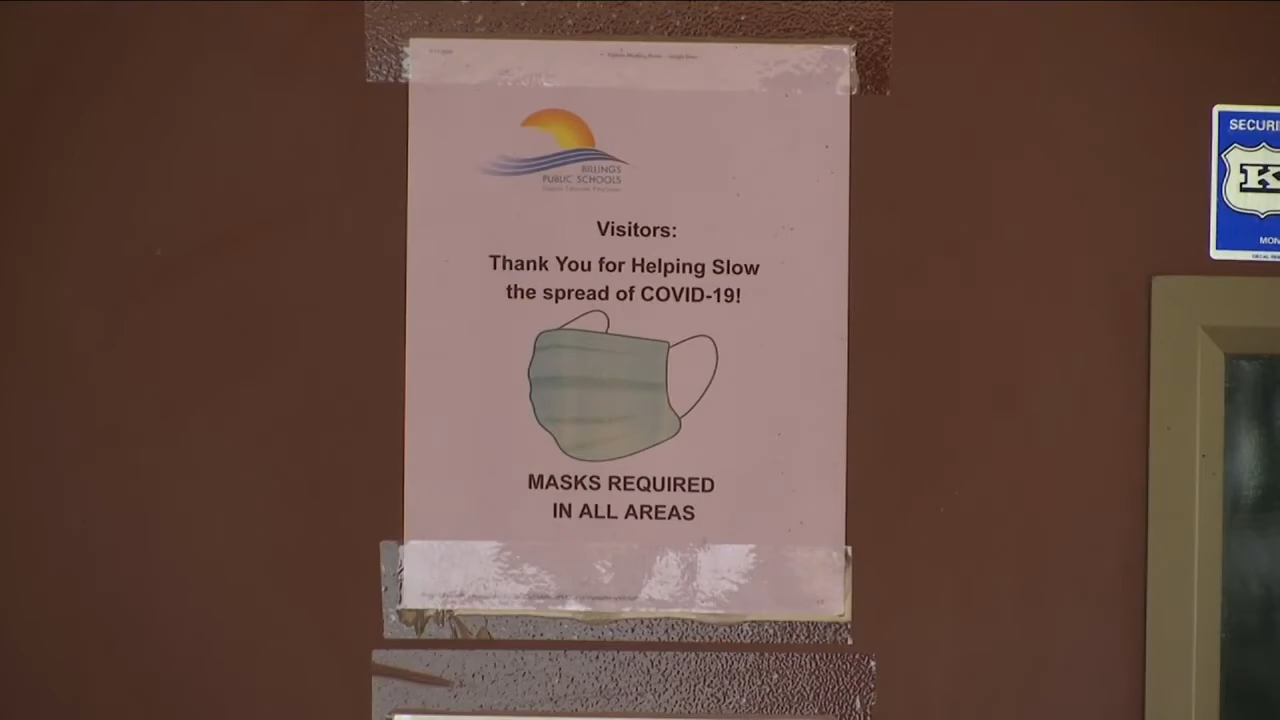 BILLINGS
PUBLIC SCHOOLS
Visitors:
Thank You for Helping Slow
the spread of COVID-19!
MASKS REQUIRED
IN ALL AREAS
SECURI
K
MON